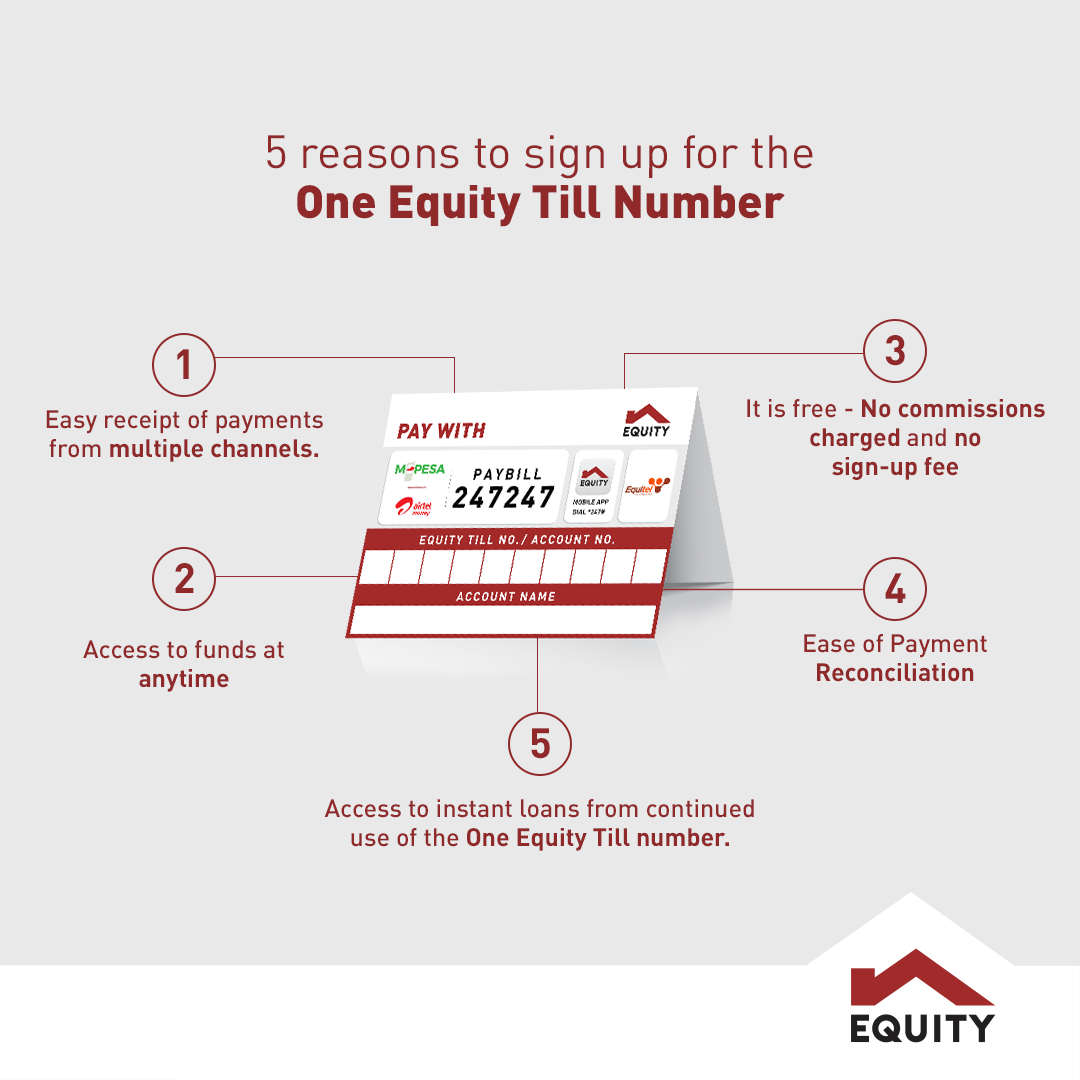 5 reasons to sign up for the
One Equity Till Number
1
Easy receipt of payments
from multiple channels.
2
Access to funds at
anytime
3
It is free - No commissions
charged and no
sign-up fee
4
Ease of Payment
Reconciliation
5
Access to instant loans from continued
use of the One Equity Till number.
PAY WITH
EQUITY
M-PESA
airtel
money
PAYBILL
247247
EQUITY
MOBILE APP
DIAL *247#
Equitel
EQUITY TILL NO./ ACCOUNT NO.
ACCOUNT NAME
EQUITY